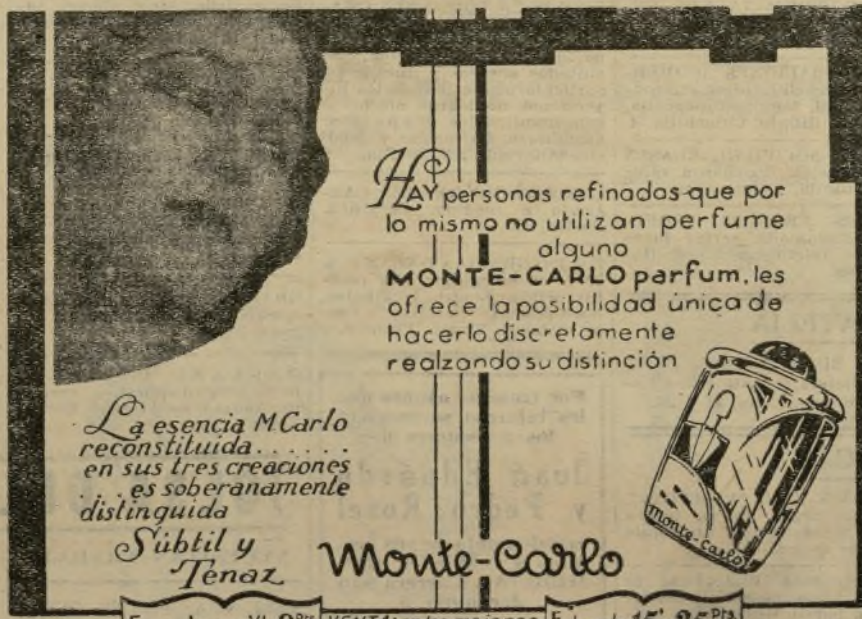 HAY personas refinadas que por
lo mismo no utilizan perfume
alguno
MONTE-CARLO parfum, les
ofrece la posibilidad única de
hacerlo discretamente
realzando su distinción
La esencia M. Carlo
reconstituida.......
en sus tres creaciones
...es soberanamente
distinguida
Súbtil y
Tenaz
Monte-Carlo
Monte-Carlo